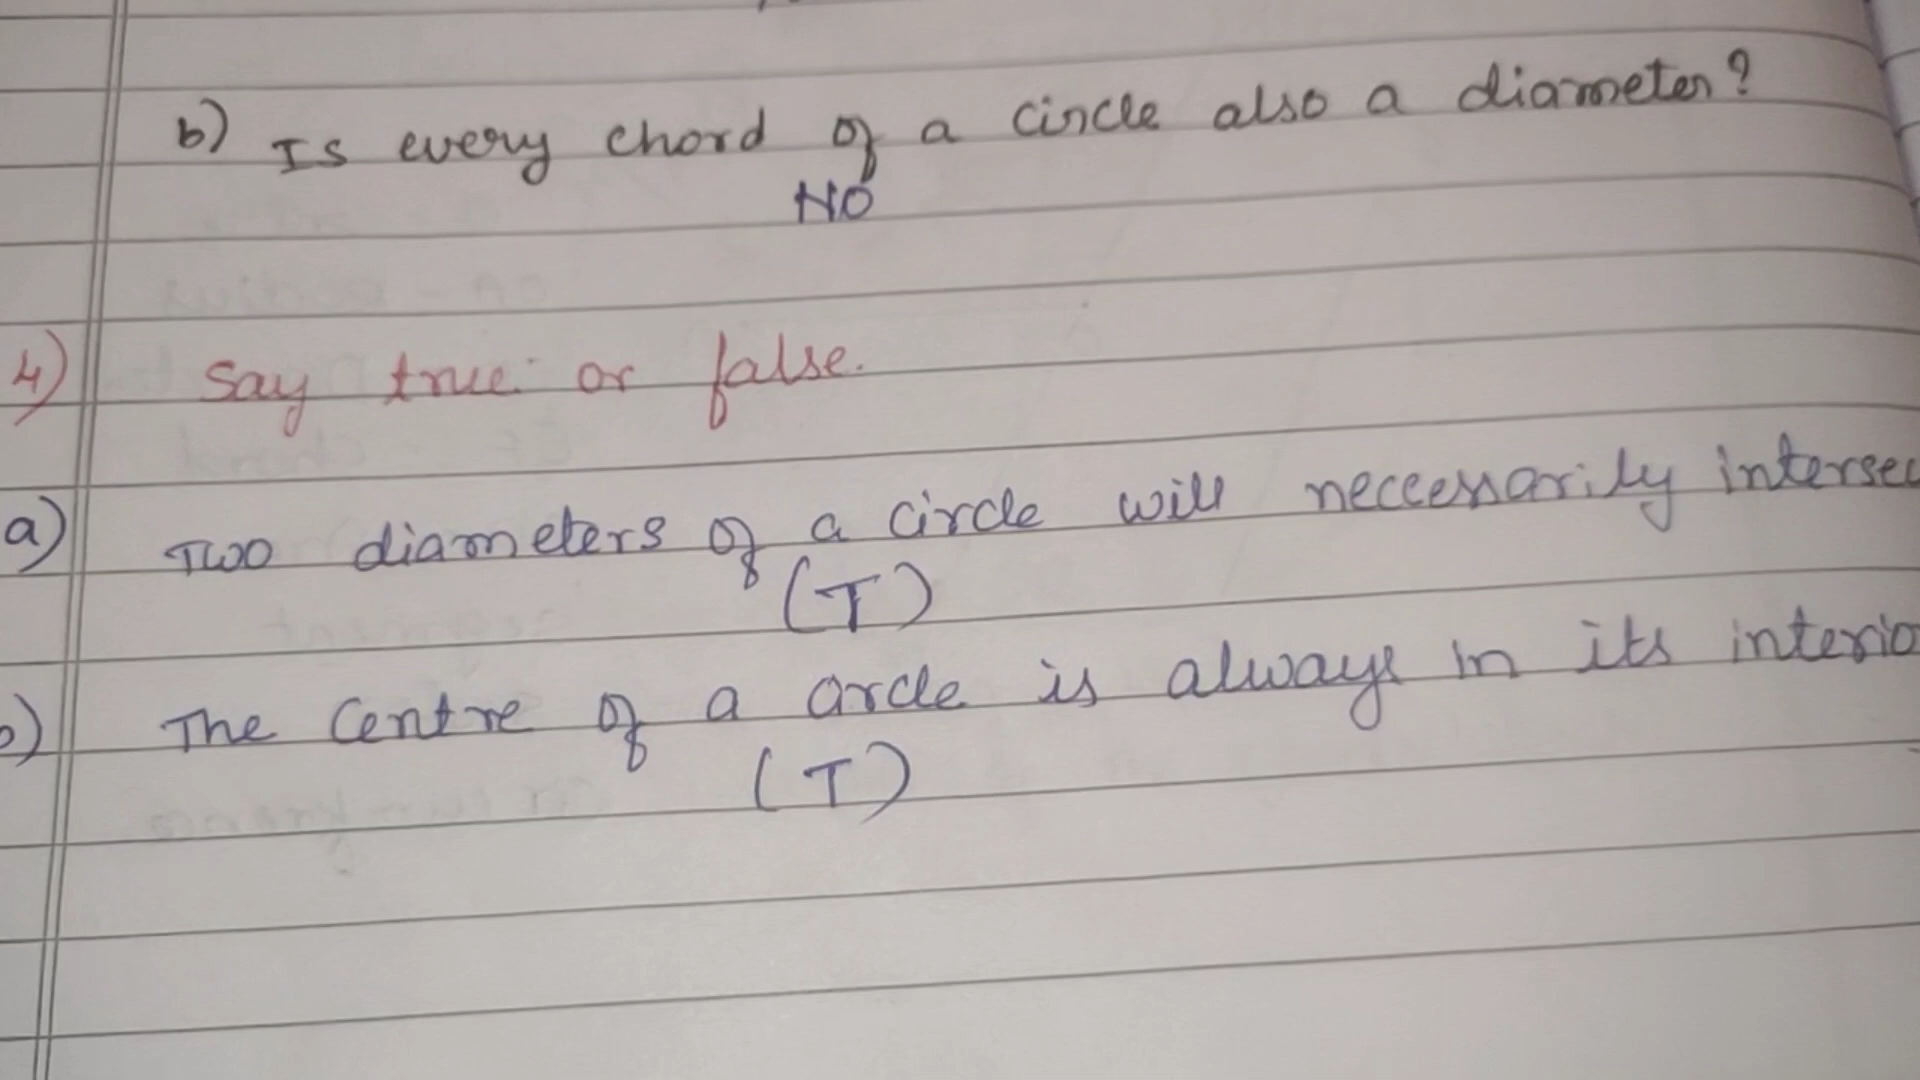 b) Is every chord of a circle also a diameter?
NO
4) Say true or false.
a) Two diameters of a circle will neccessarily intersec
(T)
b) The Centre of a circle is always in its interio
(T)